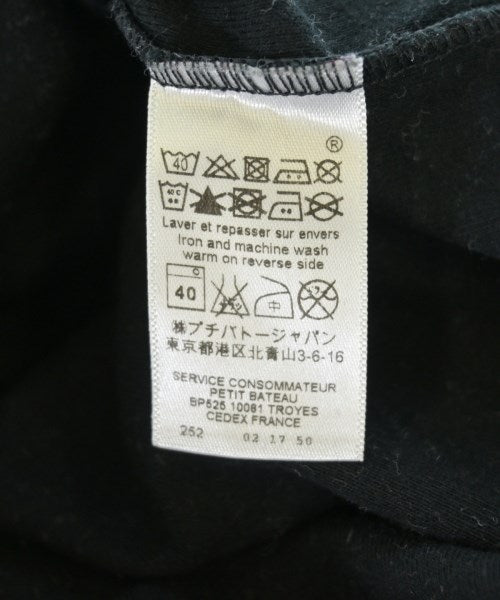 ®
40
40 C
Laver et repasser sur envers
Iron and machine wash
warm on reverse side
40 中
㈱プチバトージャパン
東京都港区北青山3-6-16
SERVICE CONSOMMATEUR
PETIT BATEAU
BP525 10081 TROYES
CEDEX FRANCE
252 02 17 50